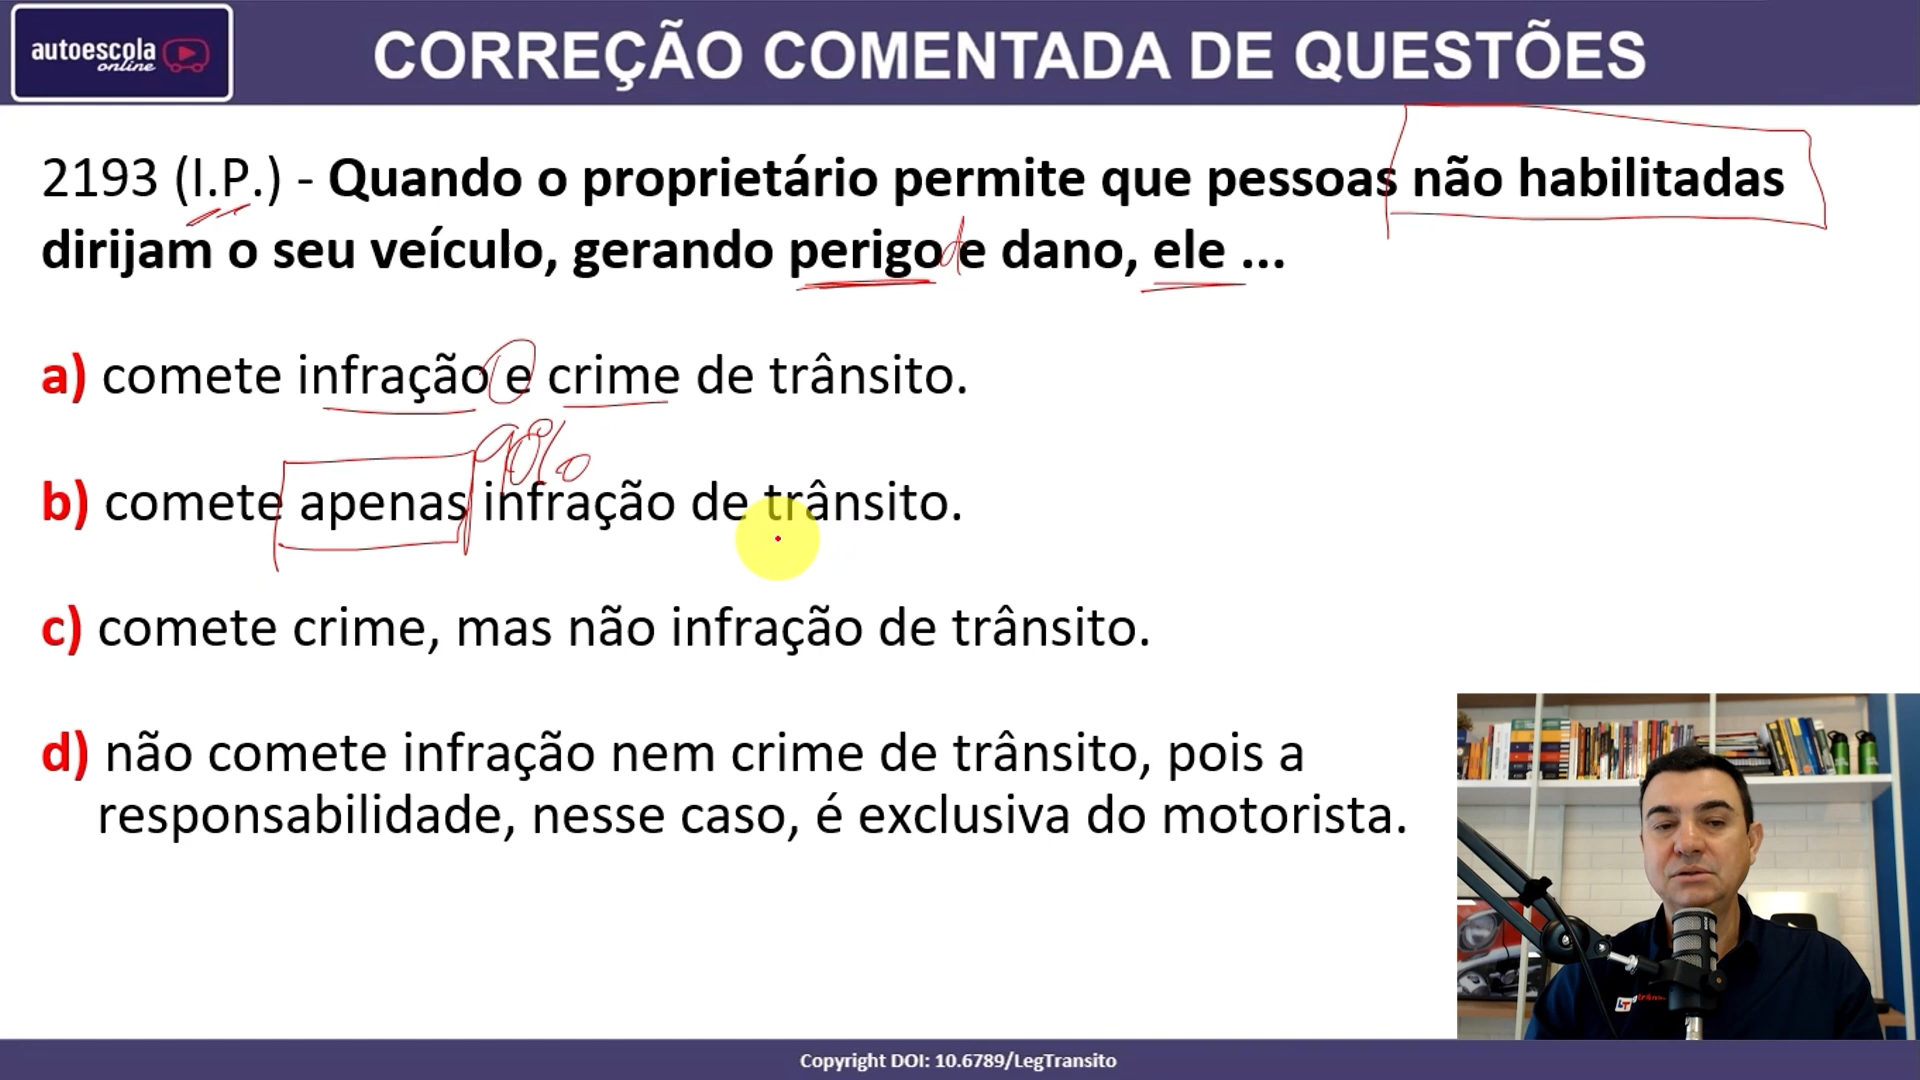 autoescola
online
CORREÇÃO COMENTADA DE QUESTÕES
2193 (I.P.) - Quando o proprietário permite que pessoas não habilitadas
dirijam o seu veículo, gerando perigo d e dano, ele ...
a) comete infração e crime de trânsito.
90%
b) comete apenas infração de trânsito.
c) comete crime, mas não infração de trânsito.
d) não comete infração nem crime de trânsito, pois a
responsabilidade, nesse caso, é exclusiva do motorista.
LT
Copyright DOI: 10.6789/LegTransito